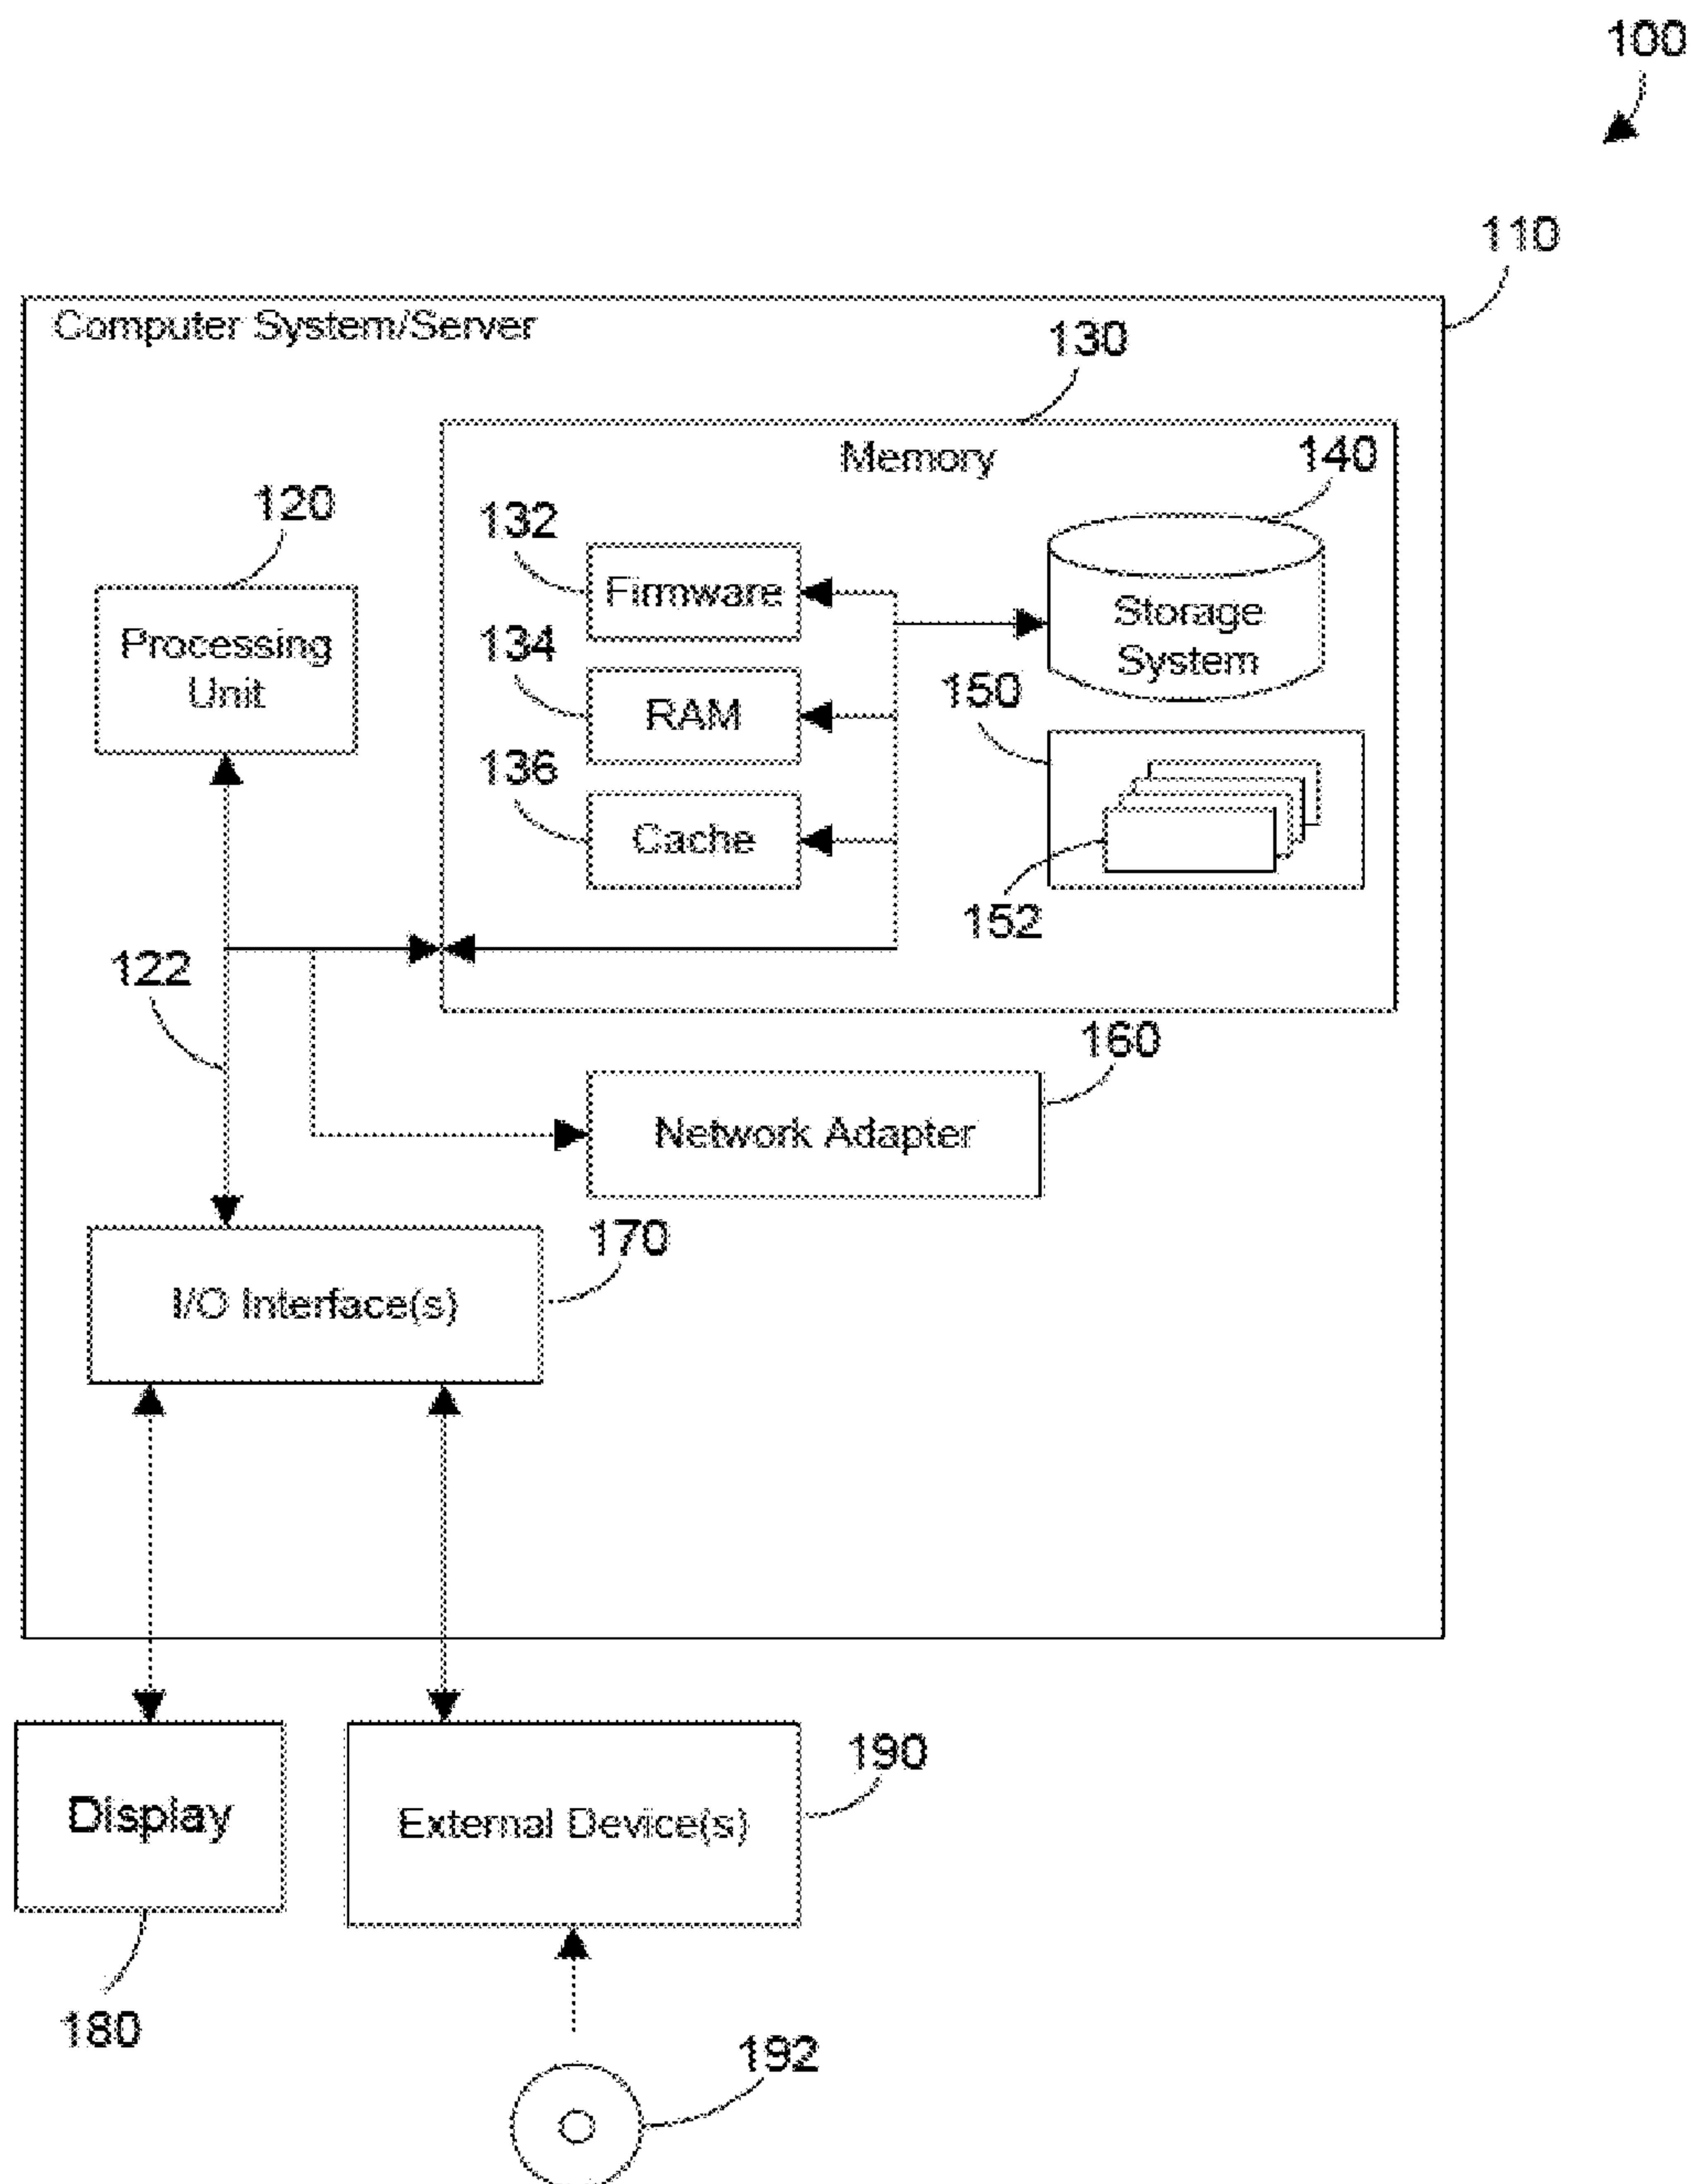 100
110
Computer System/Server
130
Memory
140
120
132
Firmware
Storage
System
Processing
Unit
134
RAM
150
136
Cache
152
122
160
Network Adapter
170
I/O Interface(s)
190
Display
External Device(s)
180
192